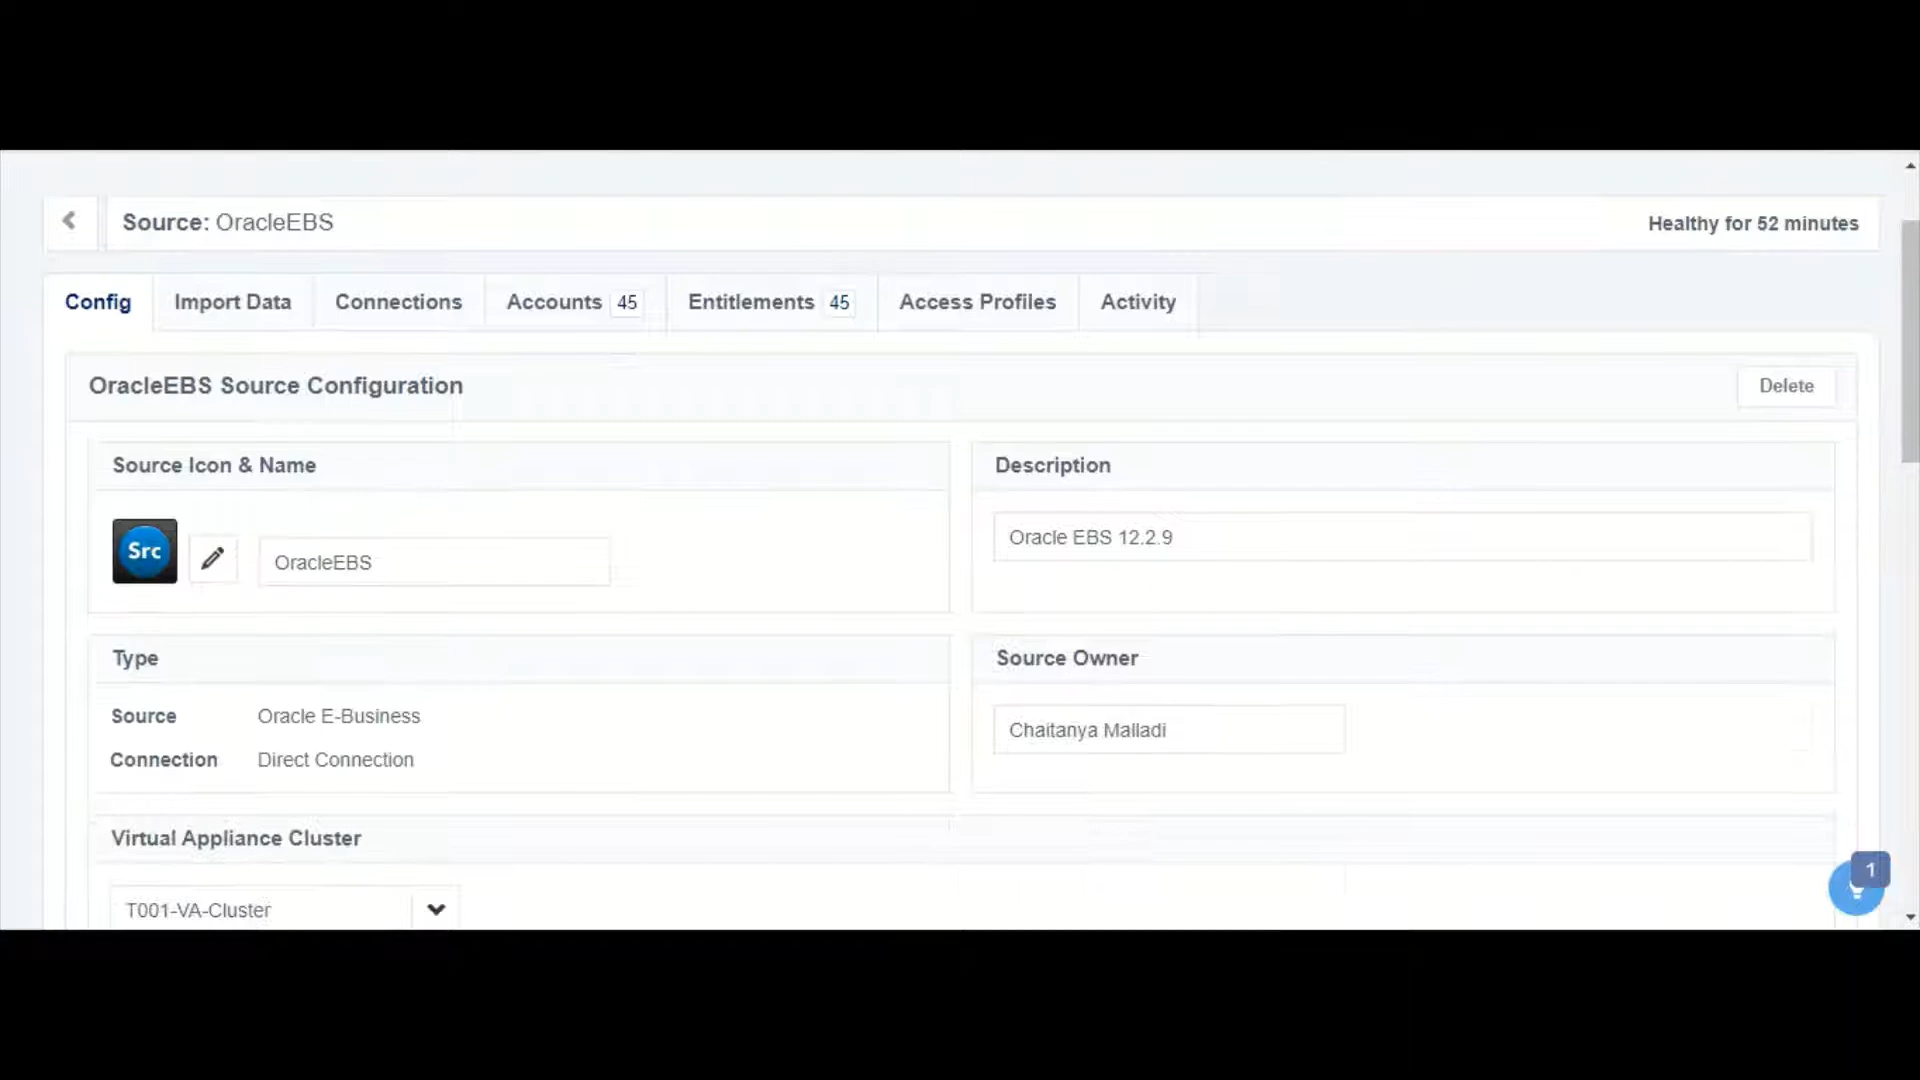 Source: OracleEBS
Healthy for 52 minutes
Config
Import Data
Connections
Accounts 45
Entitlements 45
Access Profiles
Activity
OracleEBS Source Configuration
Delete
Source Icon & Name
Src
OracleEBS
Description
Oracle EBS 12.2.9
Type
Source Oracle E-Business
Connection Direct Connection
Source Owner
Chaitanya Malladi
Virtual Appliance Cluster
T001-VA-Cluster
1